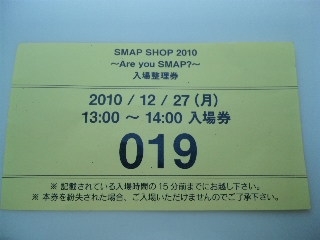 SMAP SHOP 2010
～Are you SMAP?～
入場整理券
2010 / 12 / 27 (月)
13:00 ～ 14:00 入場券
019
※ 記載されている入場時間の15分前までにお越し下さい。
※ 本券を紛失された場合、ご入場いただけませんのでご了承下さい。